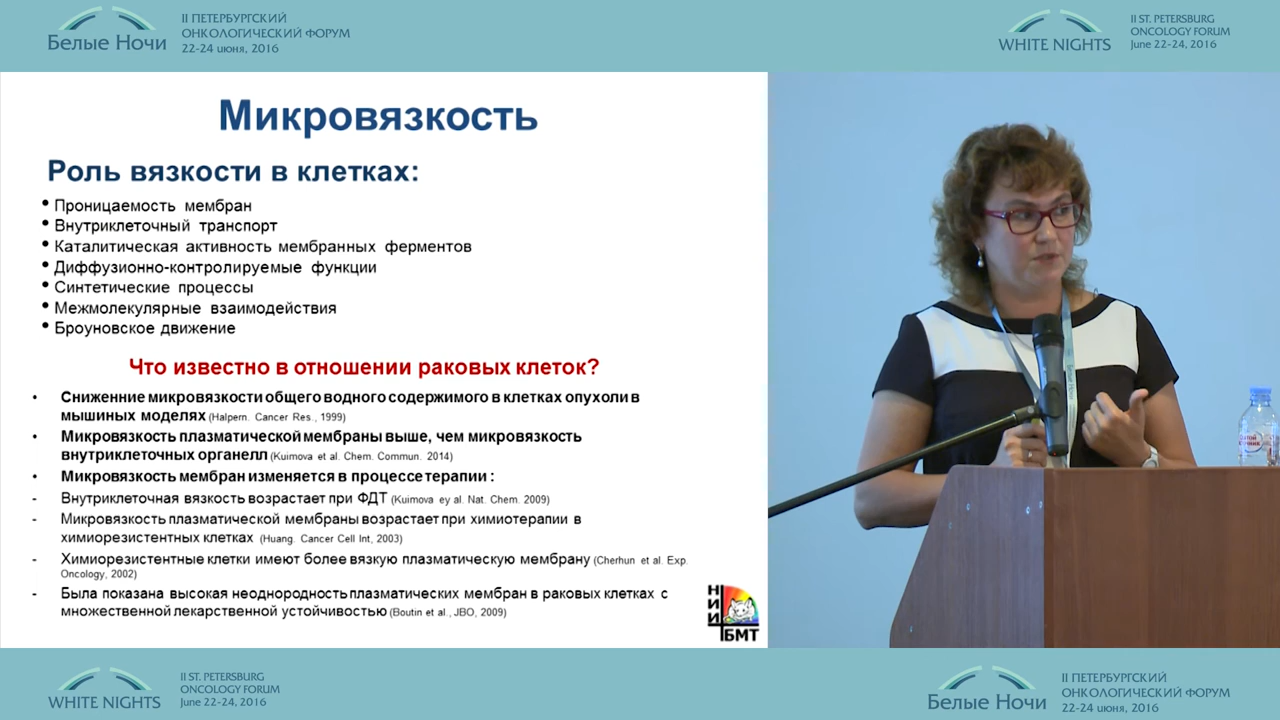 Белые Ночи
II ПЕТЕРБУРГСКИЙ
ОНКОЛОГИЧЕСКИЙ ФОРУМ
22-24 июня, 2016
WHITE NIGHTS
II ST. PETERSBURG
ONCOLOGY FORUM
June 22-24, 2016
Микровязкость
Роль вязкости в клетках:
• Проницаемость мембран
• Внутриклеточный транспорт
• Каталитическая активность мембранных ферментов
• Диффузионно-контролируемые функции
• Синтетические процессы
• Межмолекулярные взаимодействия
• Броуновское движение
Что известно в отношении раковых клеток?
• Сниженние микровязкости общего водного содержимого в клетках опухоли в
мышиных моделях (Halpern. Cancer Res., 1999)
• Микровязкость плазматической мембраны выше, чем микровязкость
внутриклеточных органелл (Kuimova et al. Chem. Commun. 2014)
• Микровязкость мембран изменяется в процессе терапии :
- Внутриклеточная вязкость возрастает при ФДТ (Kuimova ey al. Nat. Chem. 2009)
- Микровязкость плазматической мембраны возрастает при химиотерапии в
химиорезистентных клетках (Huang. Cancer Cell Int, 2003)
- Химиорезистентные клетки имеют более вязкую плазматическую мембрану (Cherhun et al. Exp.
Oncology, 2002)
- Была показана высокая неоднородность плазматических мембран в раковых клетках с
множественной лекарственной устойчивостью (Boutin et al., JBO, 2009)
НИИ
БМТ
WHITE NIGHTS
II ST. PETERSBURG
ONCOLOGY FORUM
June 22-24, 2016
Белые Ночи
II ПЕТЕРБУРГСКИЙ
ОНКОЛОГИЧЕСКИЙ ФОРУМ
22-24 июня, 2016